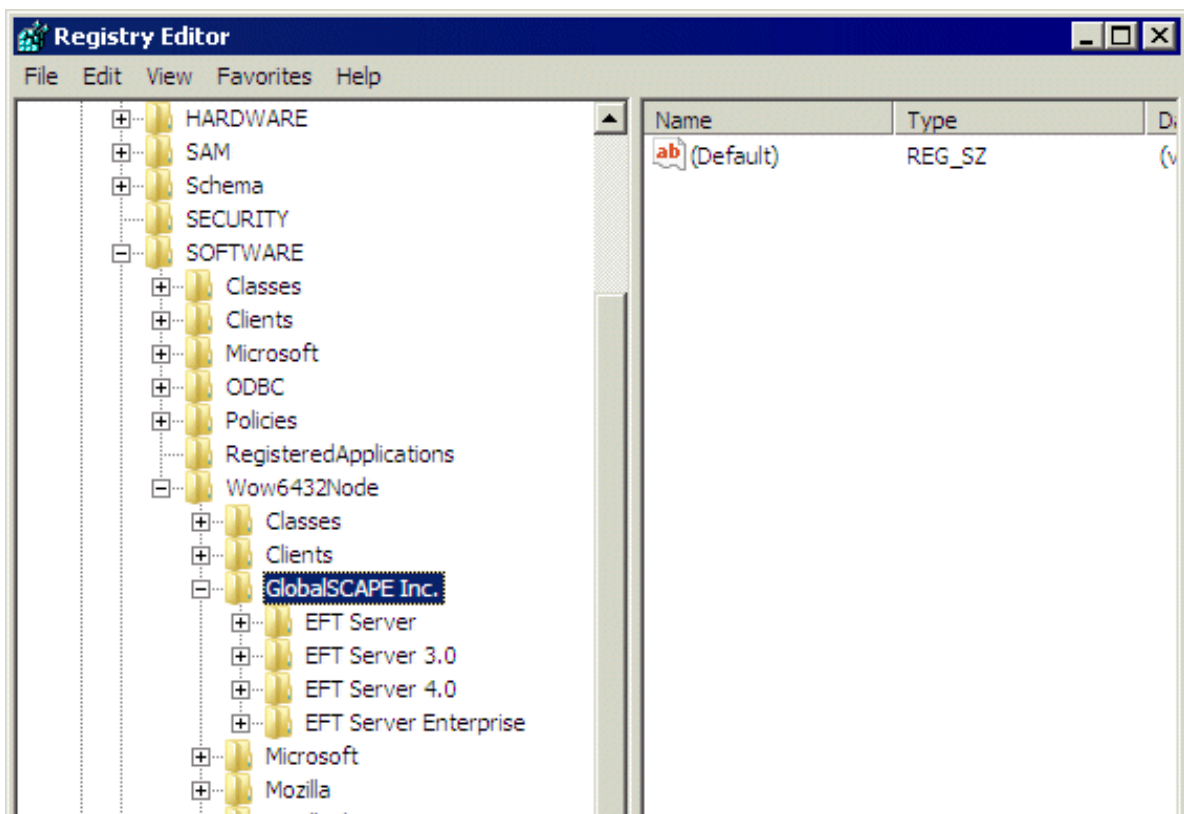 Registry Editor
File Edit View Favorites Help
HARDWARE
SAM
Schema
SECURITY
SOFTWARE
Classes
Clients
Microsoft
ODBC
Policies
RegisteredApplications
Wow6432Node
Classes
Clients
GlobalSCAPE Inc.
EFT Server
EFT Server 3.0
EFT Server 4.0
EFT Server Enterprise
Microsoft
Mozilla
Name Type
ab (Default) REG_SZ